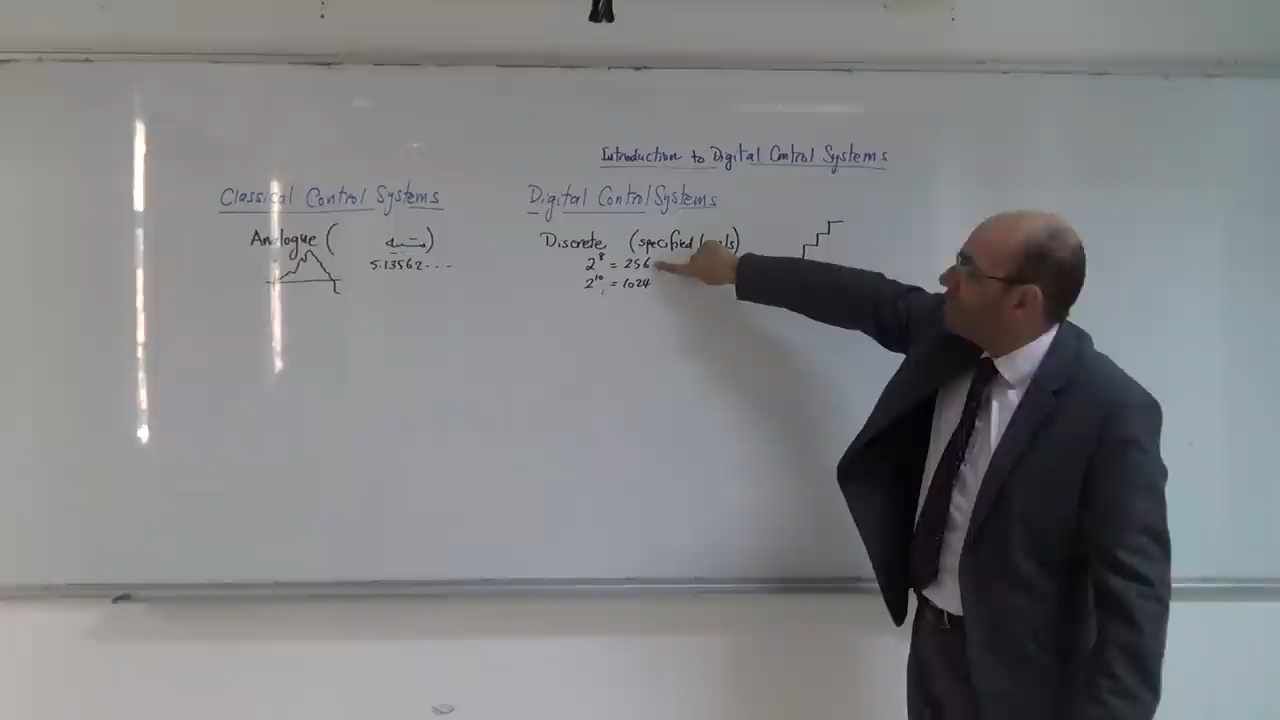 Introduction to Digital Control Systems
Classical Control Systems
Analogue (
)
5.13562...
Digital Control Systems
Discrete (specified
2⁸ = 256
2¹⁰ = 1024